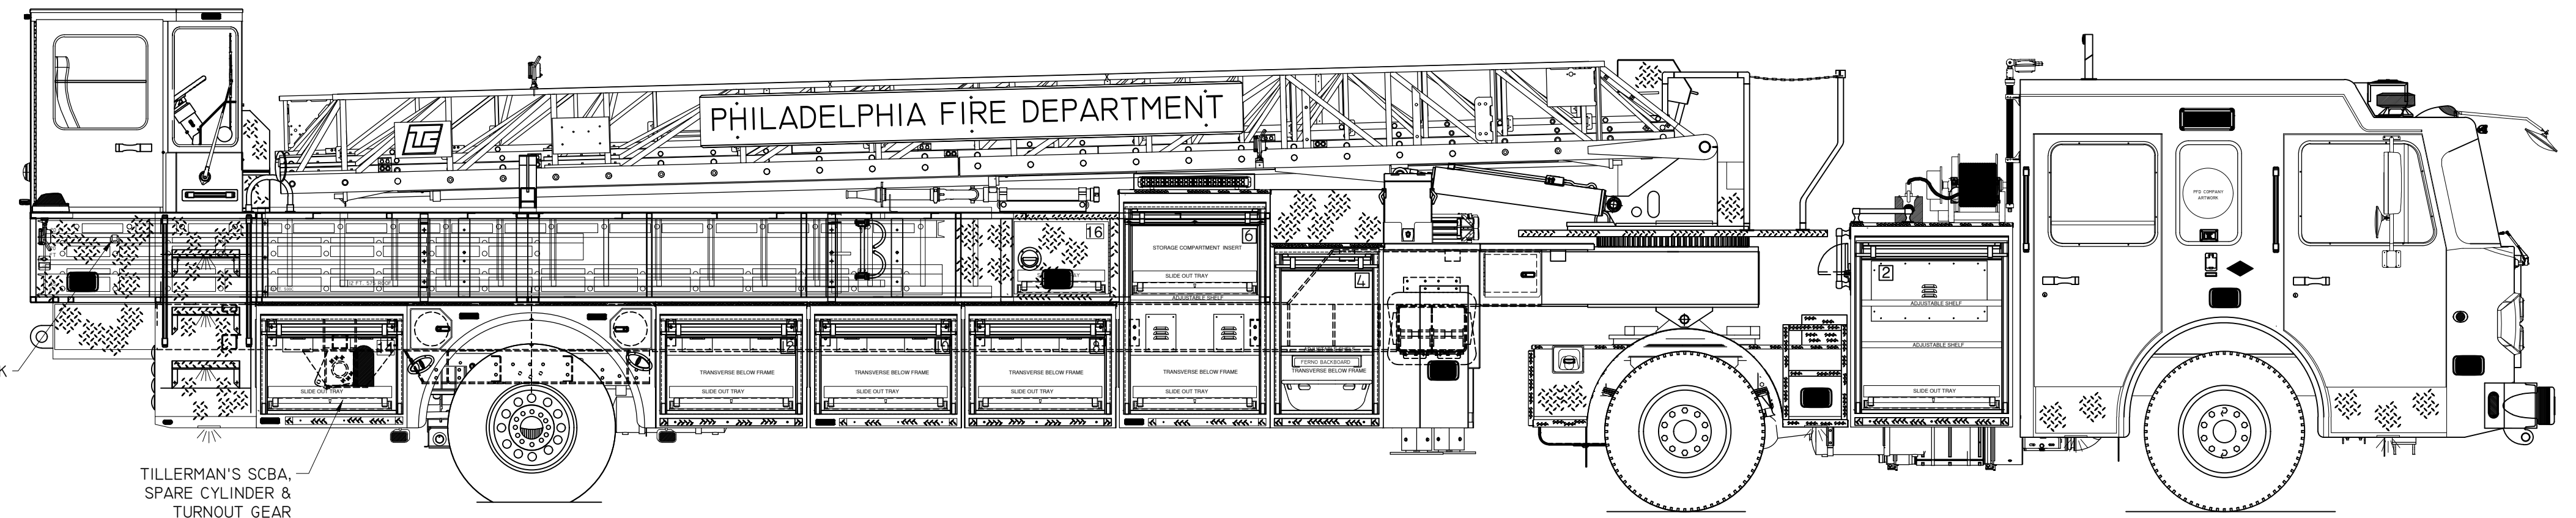 PHILADELPHIA FIRE DEPARTMENT
PFD COMPANY
ARTWORK
16
6
STORAGE COMPARTMENT INSERT
SLIDE OUT TRAY
ADJUSTABLE SHELF
4
2
ADJUSTABLE SHELF
ADJUSTABLE SHELF
SLIDE OUT TRAY
14
SLIDE OUT TRAY
TRANSVERSE BELOW FRAME
SLIDE OUT TRAY
TRANSVERSE BELOW FRAME
SLIDE OUT TRAY
TRANSVERSE BELOW FRAME
SLIDE OUT TRAY
TRANSVERSE BELOW FRAME
SLIDE OUT TRAY
FERNO BACKBOARD
TRANSVERSE BELOW FRAME
K
TILLERMAN'S SCBA,
SPARE CYLINDER &
TURNOUT GEAR